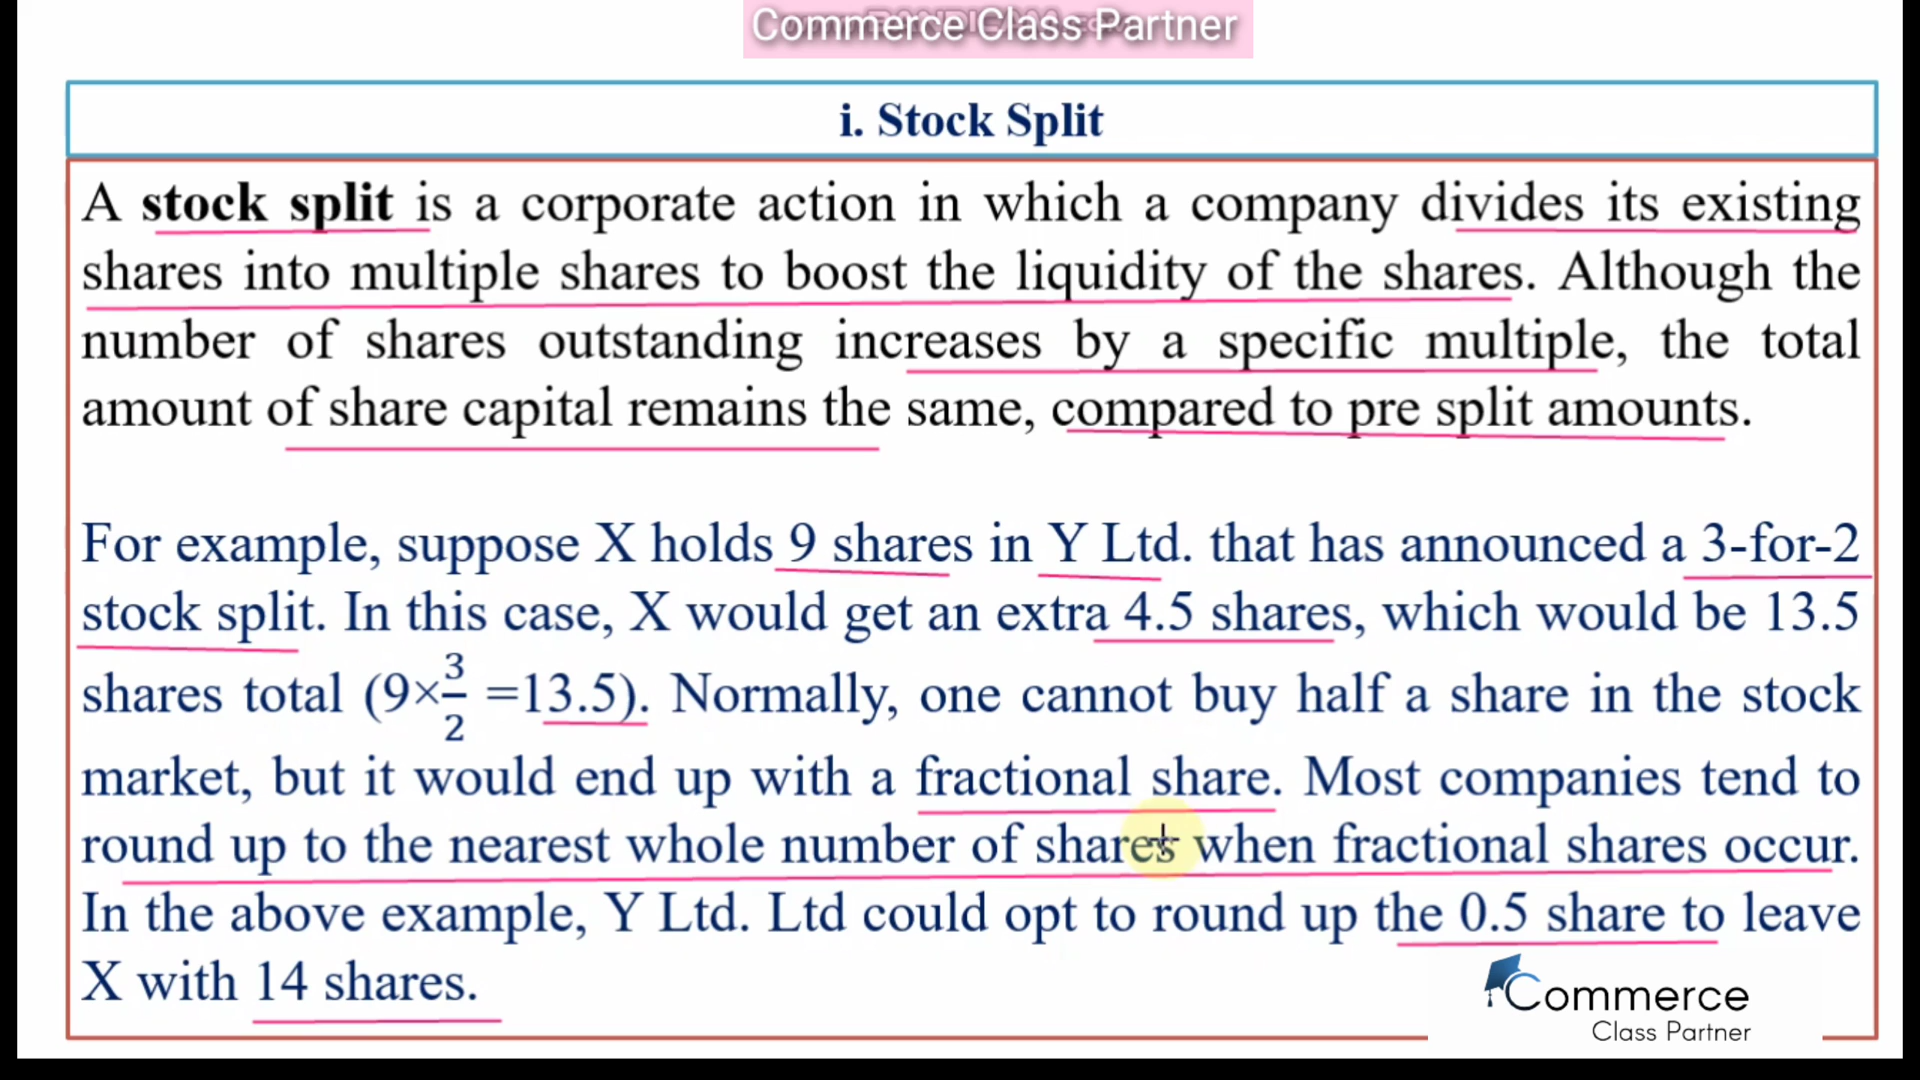 Commerce Class Partner
i. Stock Split
A stock split is a corporate action in which a company divides its existing
shares into multiple shares to boost the liquidity of the shares. Although the
number of shares outstanding increases by a specific multiple, the total
amount of share capital remains the same, compared to pre split amounts.
For example, suppose X holds 9 shares in Y Ltd. that has announced a 3-for-2
stock split. In this case, X would get an extra 4.5 shares, which would be 13.5
shares total (9×3/2 =13.5). Normally, one cannot buy half a share in the stock
market, but it would end up with a fractional share. Most companies tend to
round up to the nearest whole number of shares when fractional shares occur.
In the above example, Y Ltd. Ltd could opt to round up the 0.5 share to leave
X with 14 shares.
Commerce
Class Partner